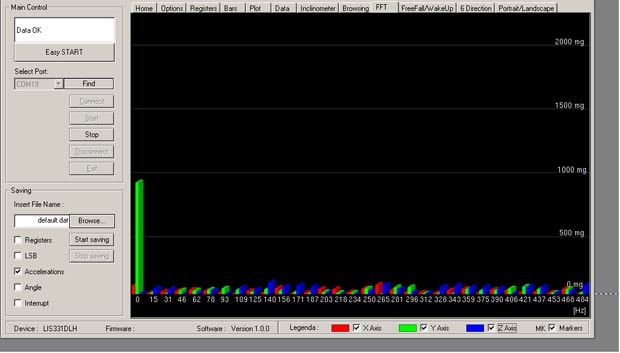 Main Control
Data OK
Easy START
Select Port:
COM19
Find
Connect
Start
Stop
Disconnect
Exit
Saving
Insert File Name :
default.dat
Browse...
Registers
Start saving
LSB
Stop saving
Accelerations
Angle
Interrupt
Home Options Registers Bars Plot Data Inclinometer Browsing FFT FreeFall/WakeUp 6 Direction Portrait/Landscape
2000 mg
1500 mg
1000 mg
500 mg
0 mg
0 15 31 46 62 78 93 109 125 140 156 171 187 203 218 234 250 265 281 296 312 328 343 359 375 390 406 421 437 453 468 484
[Hz]
Device : LIS331DLH Firmware : Software : Version 1.0.0 Legenda : X Axis Y Axis Z Axis MK Markers